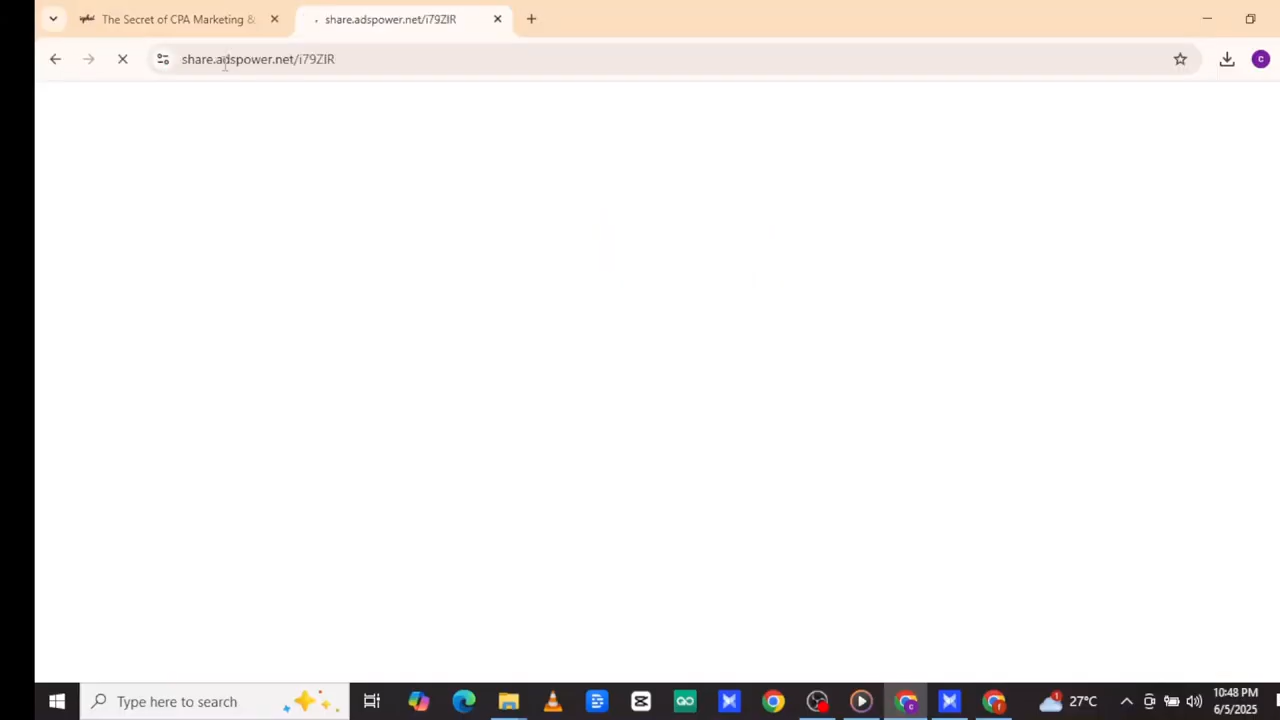 The Secret of CPA Marketing &
share.adspower.net/i79ZIR
share.adspower.net/i79ZIR
C
Type here to search
27°C
10:48 PM
6/5/2025